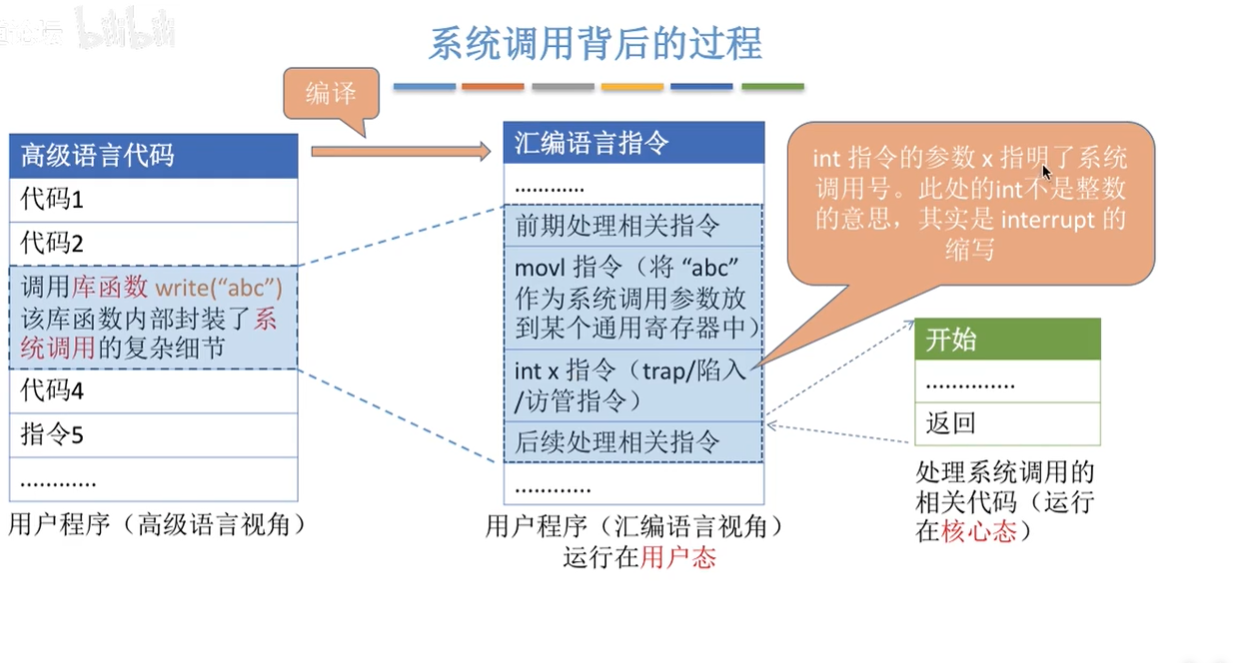 bilibili
系统调用背后的过程
编译
高级语言代码
代码1
代码2
调用库函数 write(“abc”)
该库函数内部封装了系
统调用的复杂细节
代码4
指令5
............
用户程序（高级语言视角）
汇编语言指令
............
前期处理相关指令
movl 指令（将 “abc”
作为系统调用参数放
到某个通用寄存器中）
int x 指令（trap/陷入
/访管指令）
后续处理相关指令
............
用户程序（汇编语言视角）
运行在用户态
int 指令的参数 x 指明了系统
调用号。此处的int不是整数
的意思，其实是 interrupt 的
缩写
开始
..............
返回
处理系统调用的
相关代码（运行
在核心态）